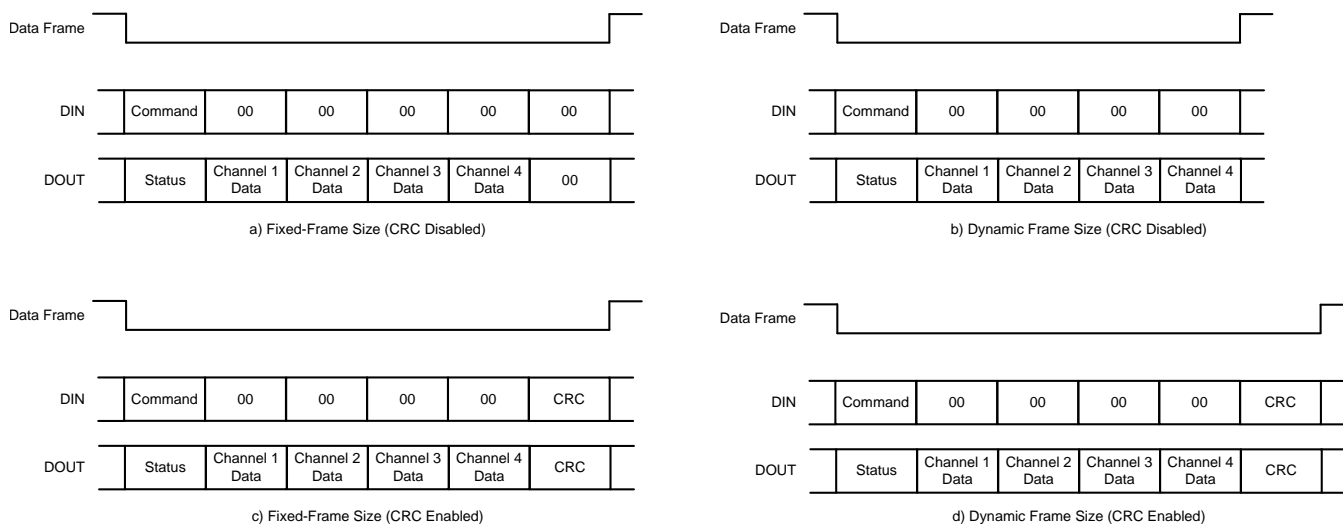 Data Frame
DIN Command 00 00 00 00 00
DOUT Status Channel 1 Data Channel 2 Data Channel 3 Data Channel 4 Data 00
a) Fixed-Frame Size (CRC Disabled)
Data Frame
DIN Command 00 00 00 00
DOUT Status Channel 1 Data Channel 2 Data Channel 3 Data Channel 4 Data
b) Dynamic Frame Size (CRC Disabled)
Data Frame
DIN Command 00 00 00 00 CRC
DOUT Status Channel 1 Data Channel 2 Data Channel 3 Data Channel 4 Data CRC
c) Fixed-Frame Size (CRC Enabled)
Data Frame
DIN Command 00 00 00 00 CRC
DOUT Status Channel 1 Data Channel 2 Data Channel 3 Data Channel 4 Data CRC
d) Dynamic Frame Size (CRC Enabled)